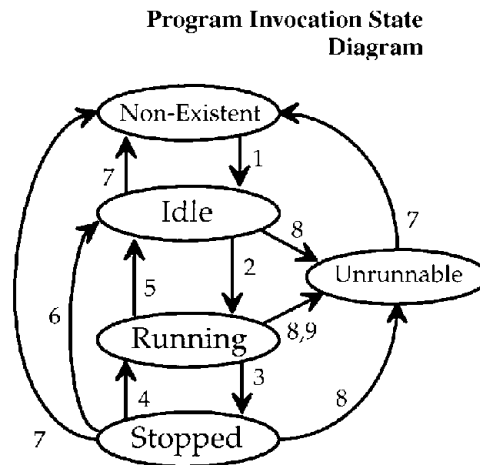 Program Invocation State
Diagram
Non-Existent
7
1
Idle
8
7
2
Unrunnable
5
6
Running
8,9
4
3
8
7
Stopped